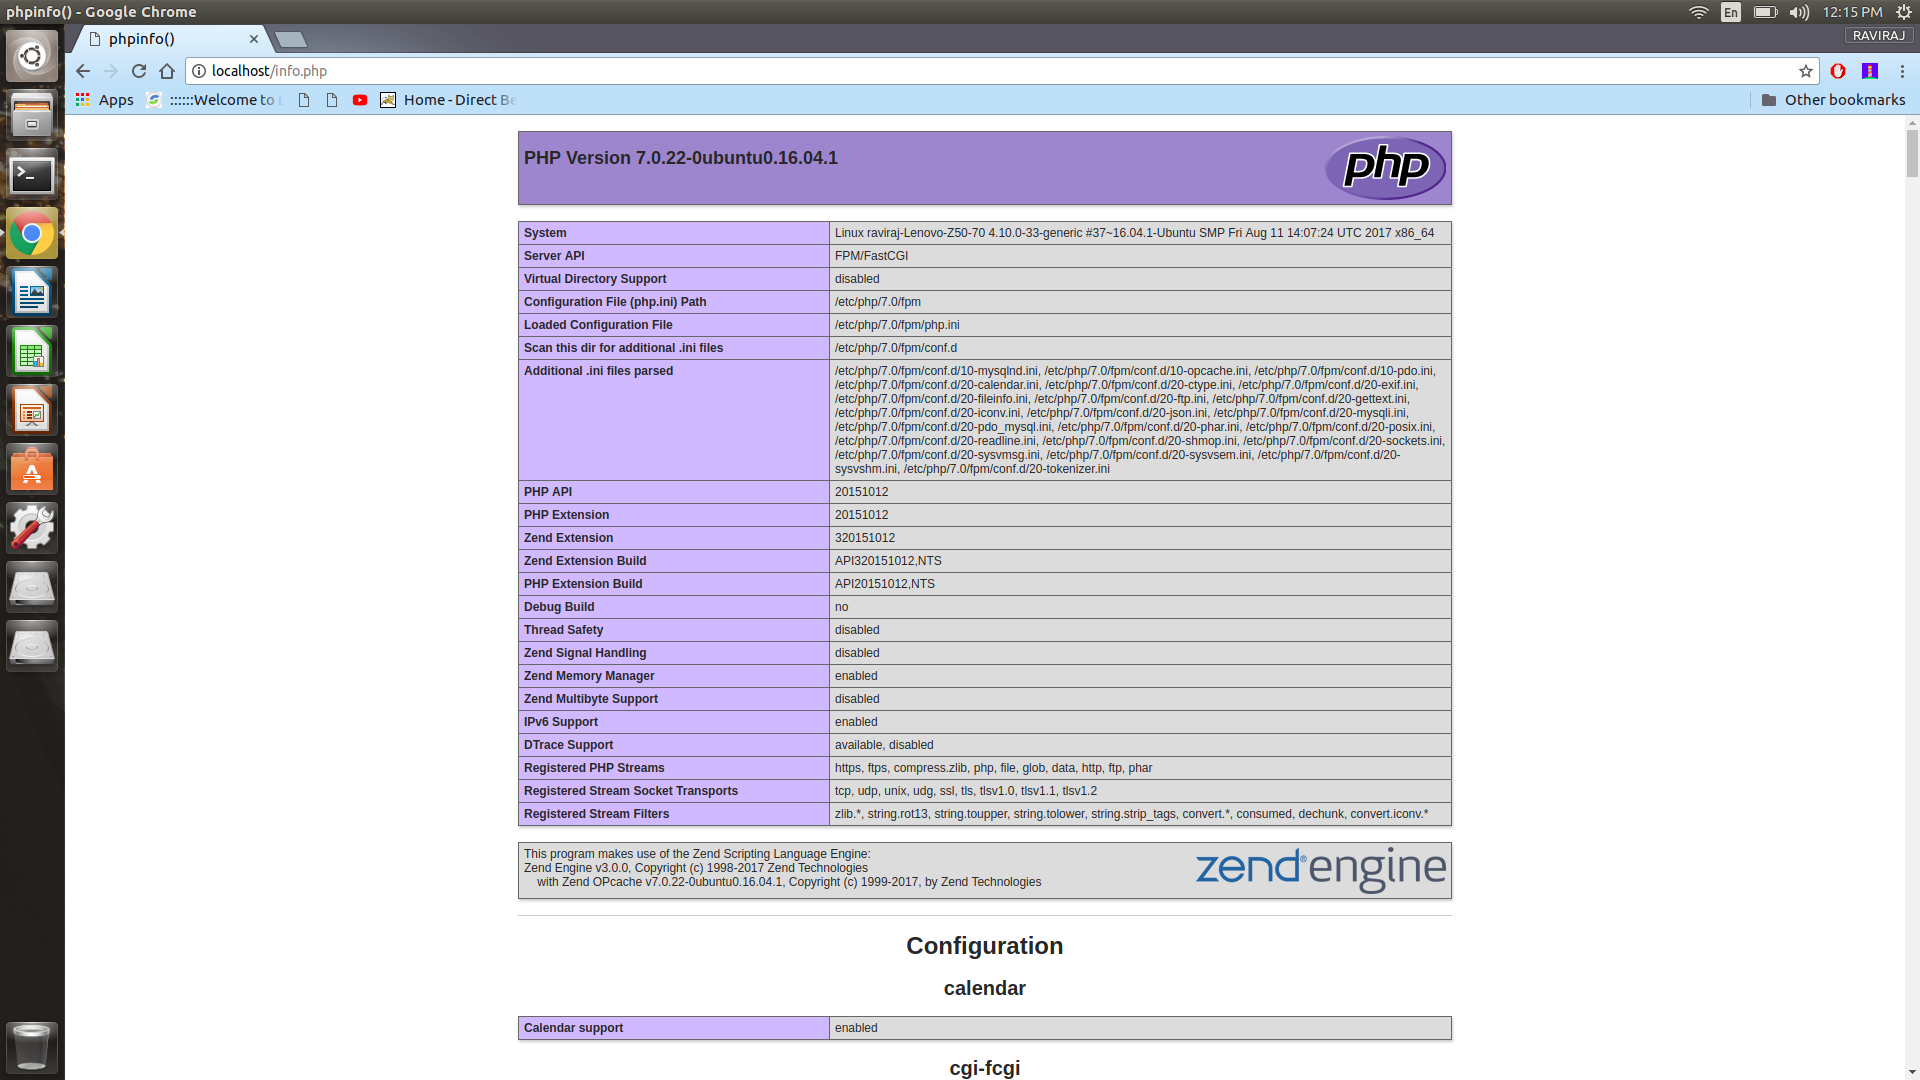 phpinfo() - Google Chrome
En
12:15 PM
phpinfo()
RAVIRAJ
localhost/info.php
Apps
::::::Welcome to
Home - Direct Be
Other bookmarks
PHP Version 7.0.22-0ubuntu0.16.04.1
php
System Linux raviraj-Lenovo-Z50-70 4.10.0-33-generic #37~16.04.1-Ubuntu SMP Fri Aug 11 14:07:24 UTC 2017 x86_64
Server API FPM/FastCGI
Virtual Directory Support disabled
Configuration File (php.ini) Path /etc/php/7.0/fpm
Loaded Configuration File /etc/php/7.0/fpm/php.ini
Scan this dir for additional .ini files /etc/php/7.0/fpm/conf.d
Additional .ini files parsed /etc/php/7.0/fpm/conf.d/10-mysqlnd.ini, /etc/php/7.0/fpm/conf.d/10-opcache.ini, /etc/php/7.0/fpm/conf.d/10-pdo.ini,
/etc/php/7.0/fpm/conf.d/20-calendar.ini, /etc/php/7.0/fpm/conf.d/20-ctype.ini, /etc/php/7.0/fpm/conf.d/20-exif.ini,
/etc/php/7.0/fpm/conf.d/20-fileinfo.ini, /etc/php/7.0/fpm/conf.d/20-ftp.ini, /etc/php/7.0/fpm/conf.d/20-gettext.ini,
/etc/php/7.0/fpm/conf.d/20-iconv.ini, /etc/php/7.0/fpm/conf.d/20-json.ini, /etc/php/7.0/fpm/conf.d/20-mysqli.ini,
/etc/php/7.0/fpm/conf.d/20-pdo_mysql.ini, /etc/php/7.0/fpm/conf.d/20-phar.ini, /etc/php/7.0/fpm/conf.d/20-posix.ini,
/etc/php/7.0/fpm/conf.d/20-readline.ini, /etc/php/7.0/fpm/conf.d/20-shmop.ini, /etc/php/7.0/fpm/conf.d/20-sockets.ini,
/etc/php/7.0/fpm/conf.d/20-sysvmsg.ini, /etc/php/7.0/fpm/conf.d/20-sysvsem.ini, /etc/php/7.0/fpm/conf.d/20-
sysvshm.ini, /etc/php/7.0/fpm/conf.d/20-tokenizer.ini
PHP API 20151012
PHP Extension 20151012
Zend Extension 320151012
Zend Extension Build API320151012,NTS
PHP Extension Build API20151012,NTS
Debug Build no
Thread Safety disabled
Zend Signal Handling disabled
Zend Memory Manager enabled
Zend Multibyte Support disabled
IPv6 Support enabled
DTrace Support available, disabled
Registered PHP Streams https, ftps, compress.zlib, php, file, glob, data, http, ftp, phar
Registered Stream Socket Transports tcp, udp, unix, udg, ssl, tls, tlsv1.0, tlsv1.1, tlsv1.2
Registered Stream Filters zlib.*, string.rot13, string.toupper, string.tolower, string.strip_tags, convert.*, consumed, dechunk, convert.iconv.*
This program makes use of the Zend Scripting Language Engine:
Zend Engine v3.0.0, Copyright (c) 1998-2017 Zend Technologies
with Zend OPcache v7.0.22-0ubuntu0.16.04.1, Copyright (c) 1999-2017, by Zend Technologies
zend® engine
Configuration
calendar
Calendar support enabled
cgi-fcgi